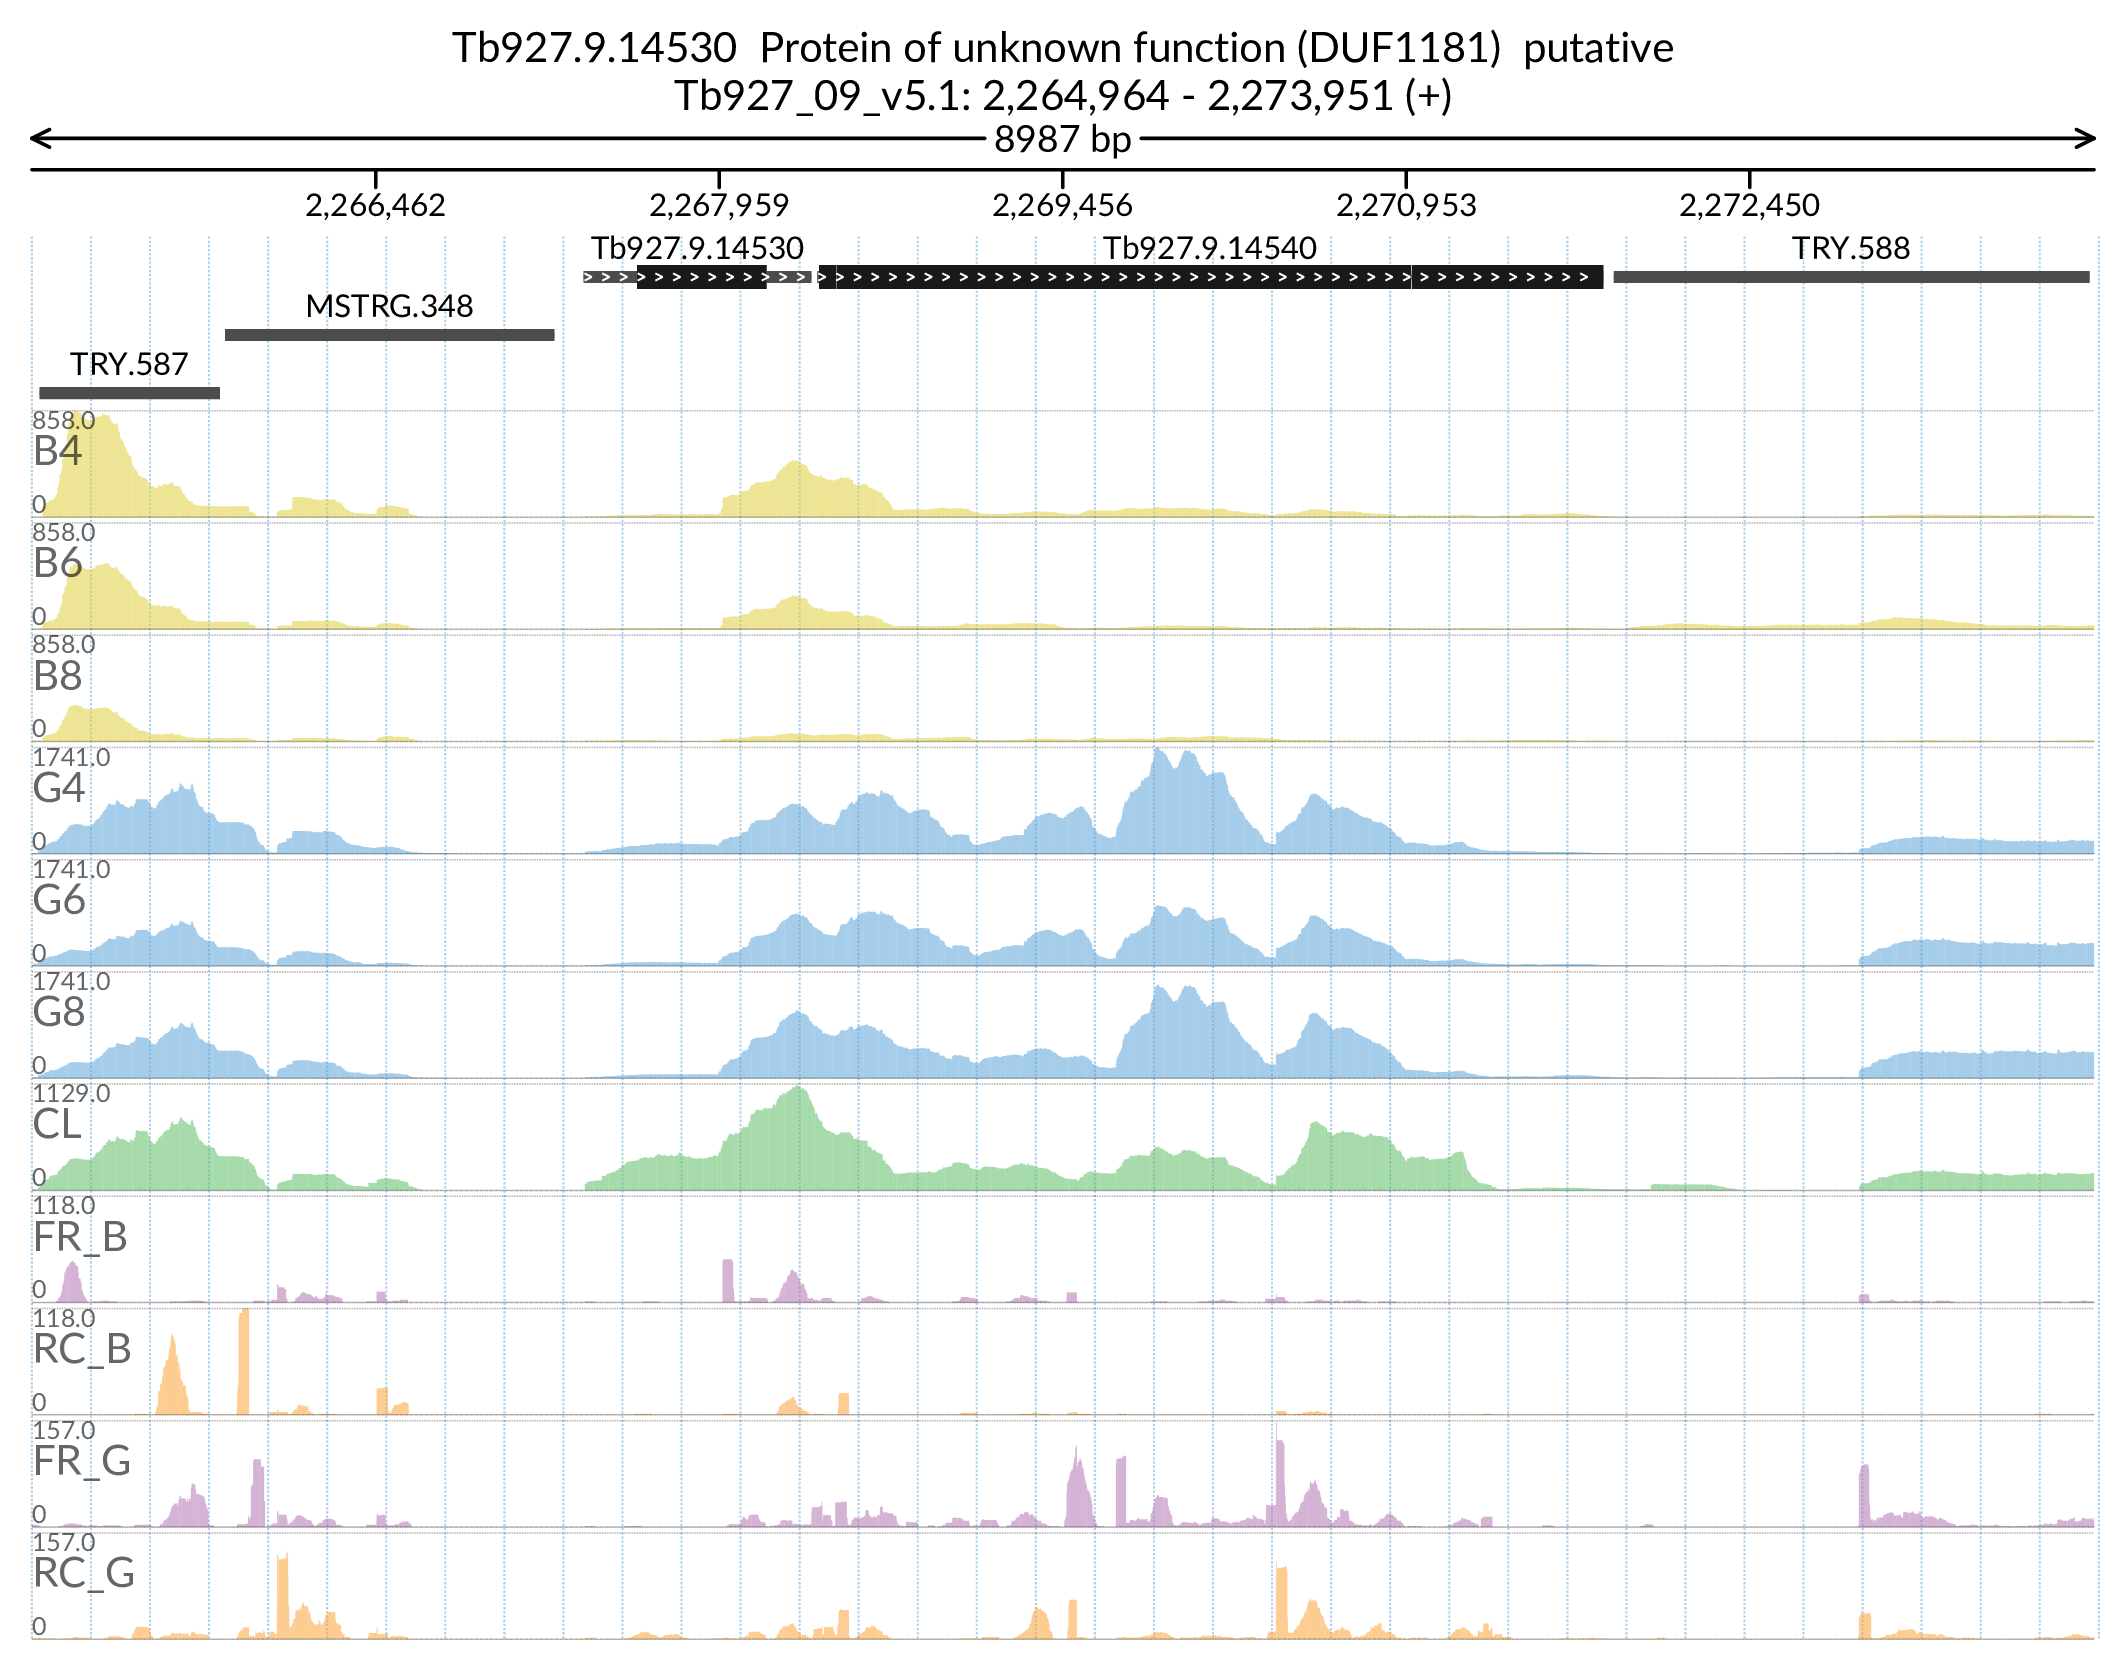 Tb927.9.14530  Protein of unknown function (DUF1181)  putative
Tb927_09_v5.1: 2,264,964 - 2,273,951 (+)
8987 bp
2,266,462 2,267,959 2,269,456 2,270,953 2,272,450
Tb927.9.14530 Tb927.9.14540 TRY.588
MSTRG.348
TRY.587
858.0
B4
0
858.0
B6
0
858.0
B8
0
1741.0
G4
0
1741.0
G6
0
1741.0
G8
0
1129.0
CL
0
118.0
FR_B
0
118.0
RC_B
0
157.0
FR_G
0
157.0
RC_G
0